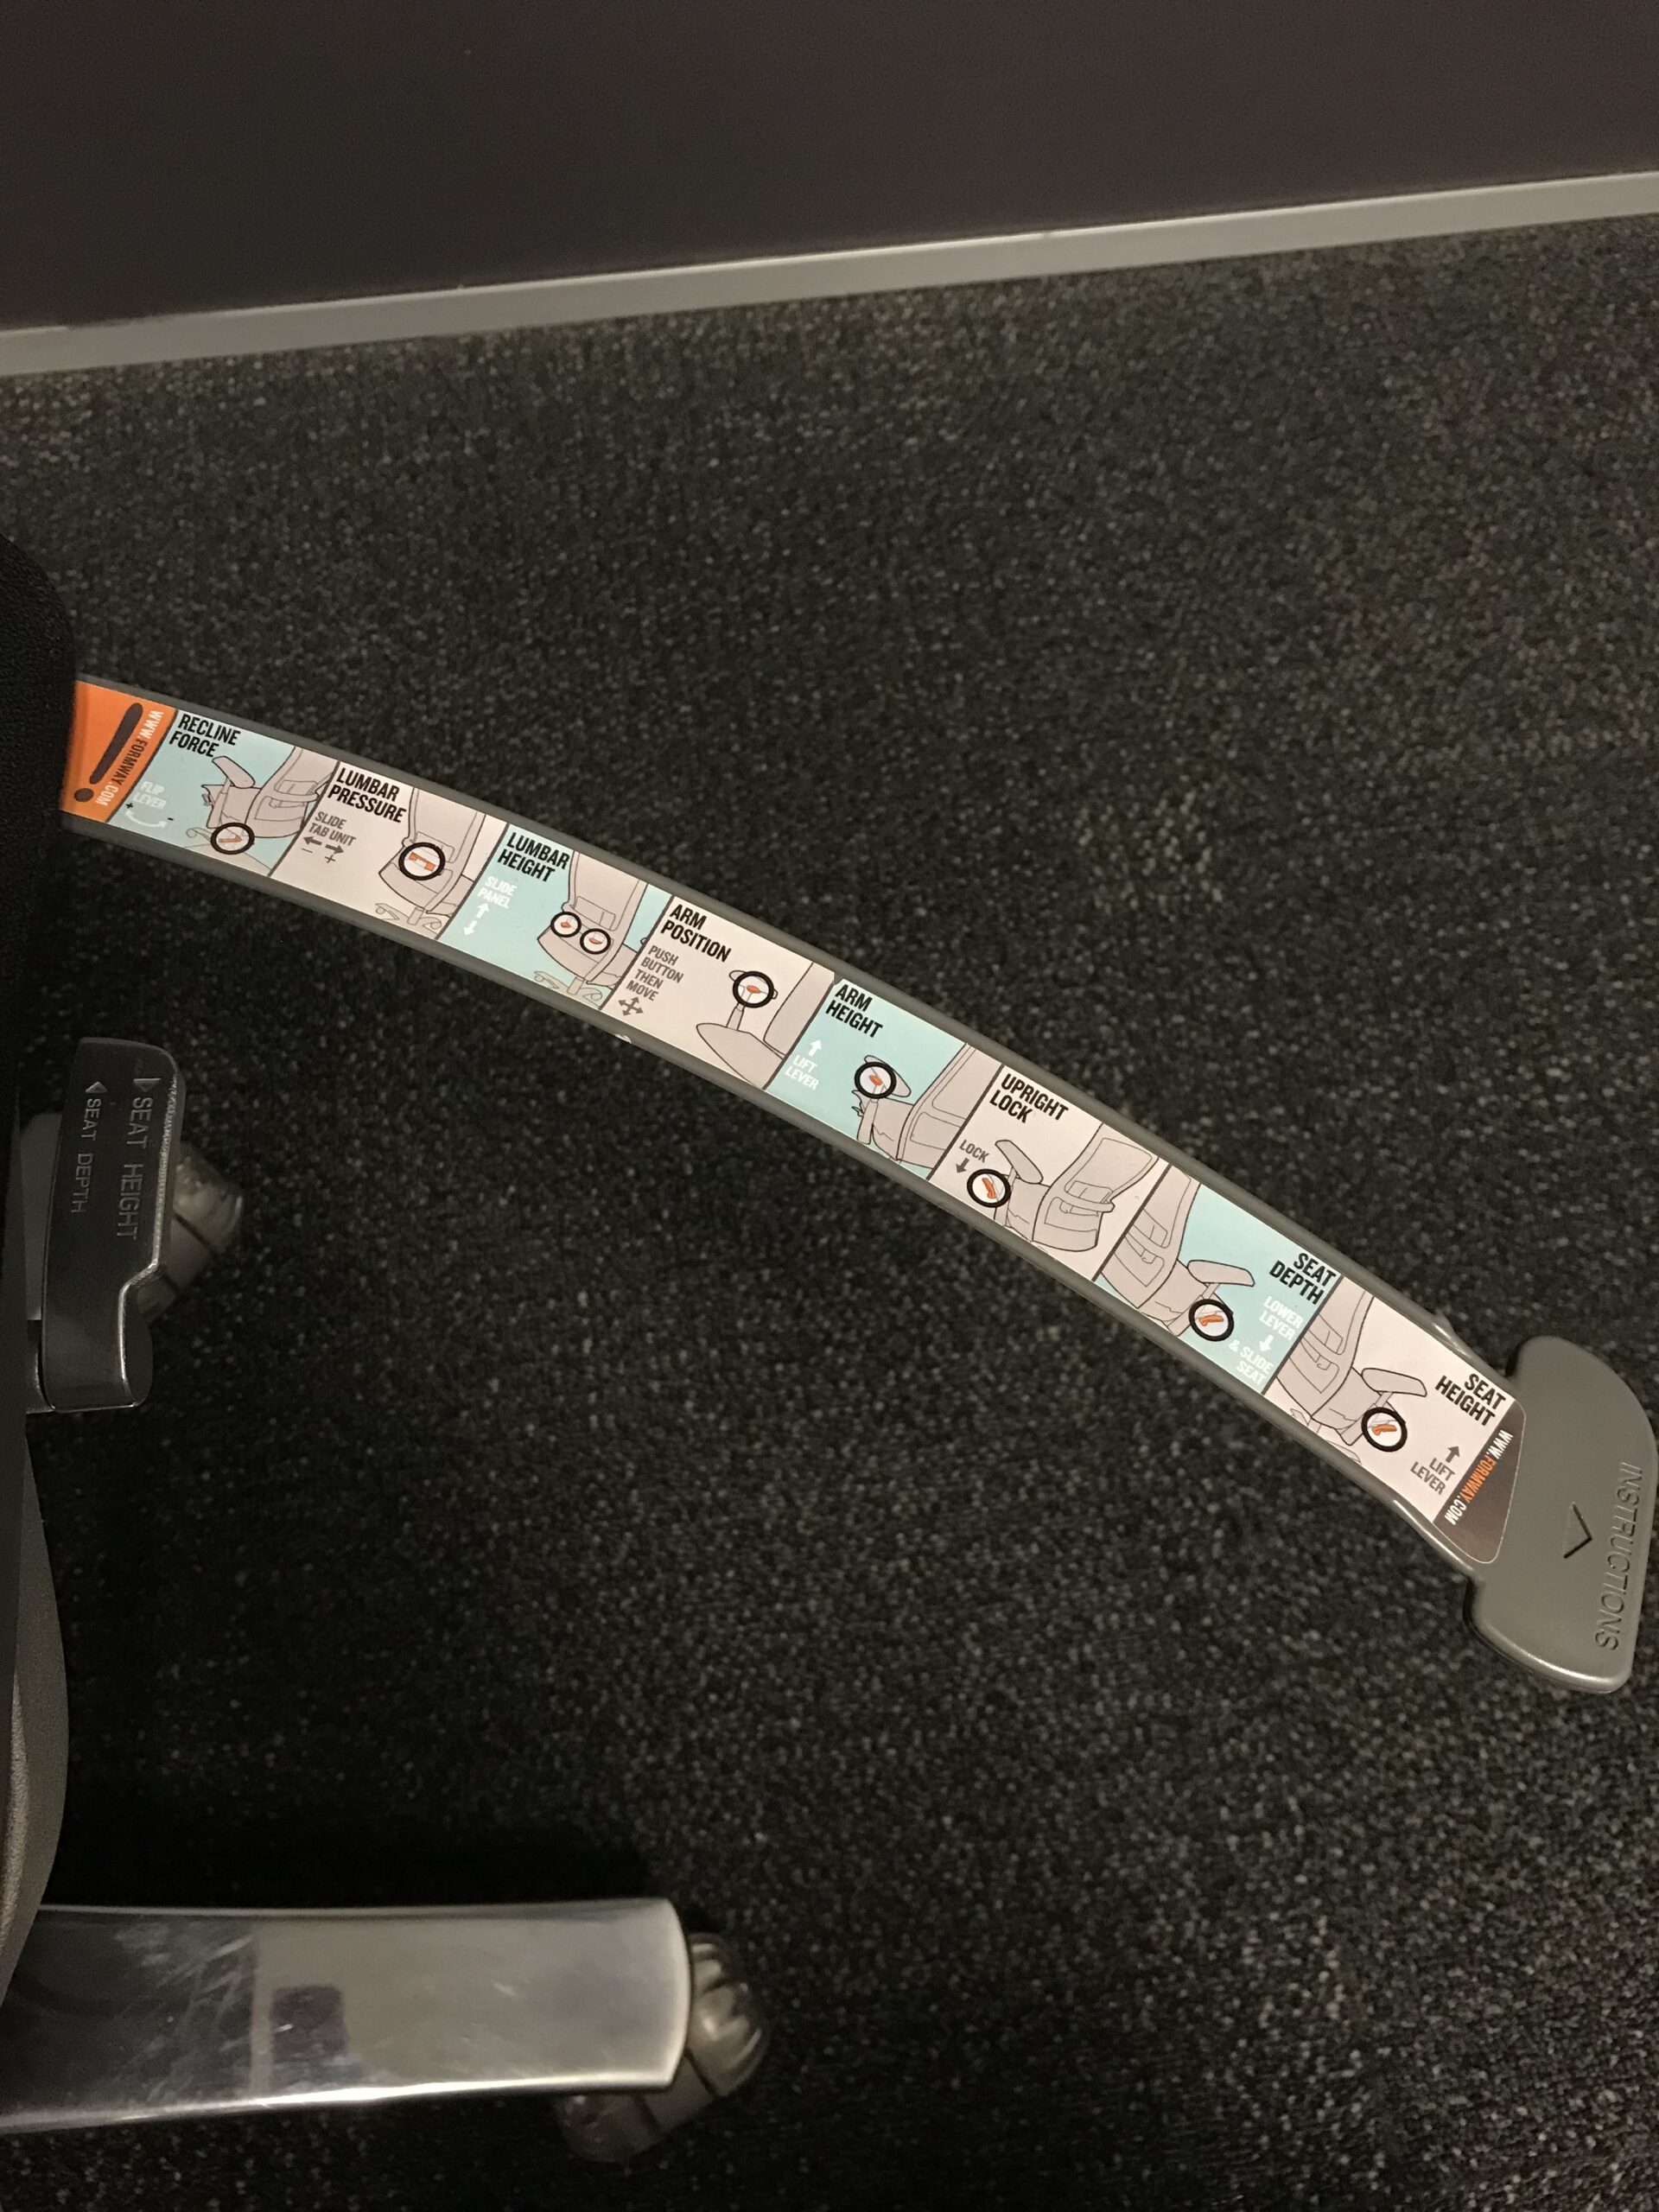 WWW.FORMWAY.COM
RECLINE
FORCE
FLIP
LEVER
+ -
LUMBAR
PRESSURE
SLIDE
TAB UNIT
- +
LUMBAR
HEIGHT
SLIDE
PANEL
ARM
POSITION
PUSH
BUTTON
THEN
MOVE
ARM
HEIGHT
LIFT
LEVER
UPRIGHT
LOCK
LOCK
SEAT
DEPTH
LOWER
LEVER
& SLIDE
SEAT
SEAT
HEIGHT
LIFT
LEVER
WWW.FORMWAY.COM
INSTRUCTIONS
SEAT HEIGHT
SEAT DEPTH